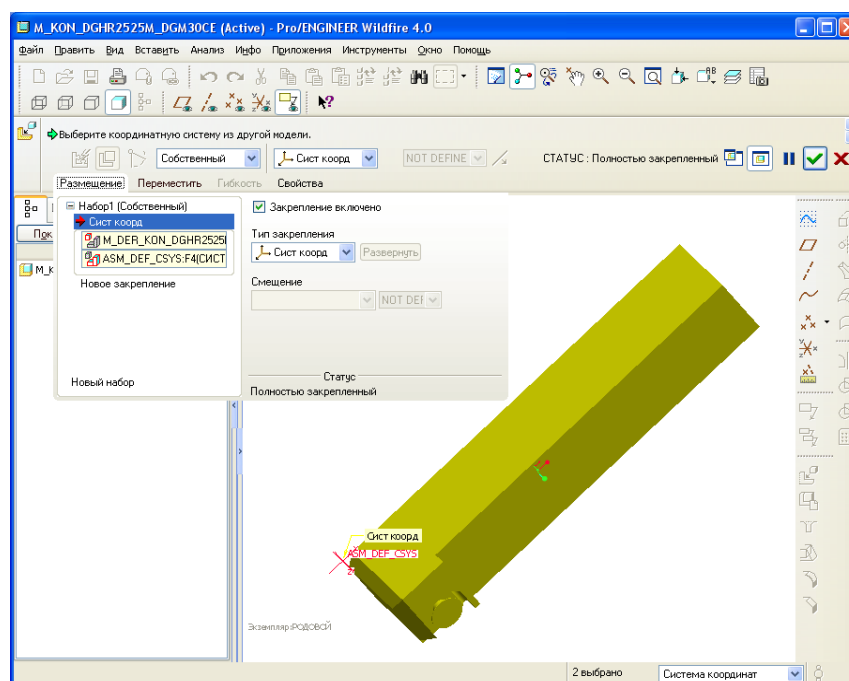 M_KON_DGHR2525M_DGM30CE (Active) - Pro/ENGINEER Wildfire 4.0
Файл Править Вид Вставить Анализ Инфо Приложения Инструменты Окно Помощь
Выберите координатную систему из другой модели.
Собственный Сист коорд NOT DEFINE СТАТУС : Полностью закрепленный
Размещение Переместить Гибкость Свойства
Набор1 (Собственный)
Сист коорд
M_DER_KON_DGHR2525
ASM_DEF_CSYS:F4(СИСТ
Новое закрепление
Новый набор
Закрепление включено
Тип закрепления
Сист коорд Развернуть
Смещение
NOT DEF
Статус
Полностью закрепленный
Пок
M_K
Сист коорд
ASM_DEF_CSYS
Экземпляр:РОДОВОЙ
2 выбрано Система координат